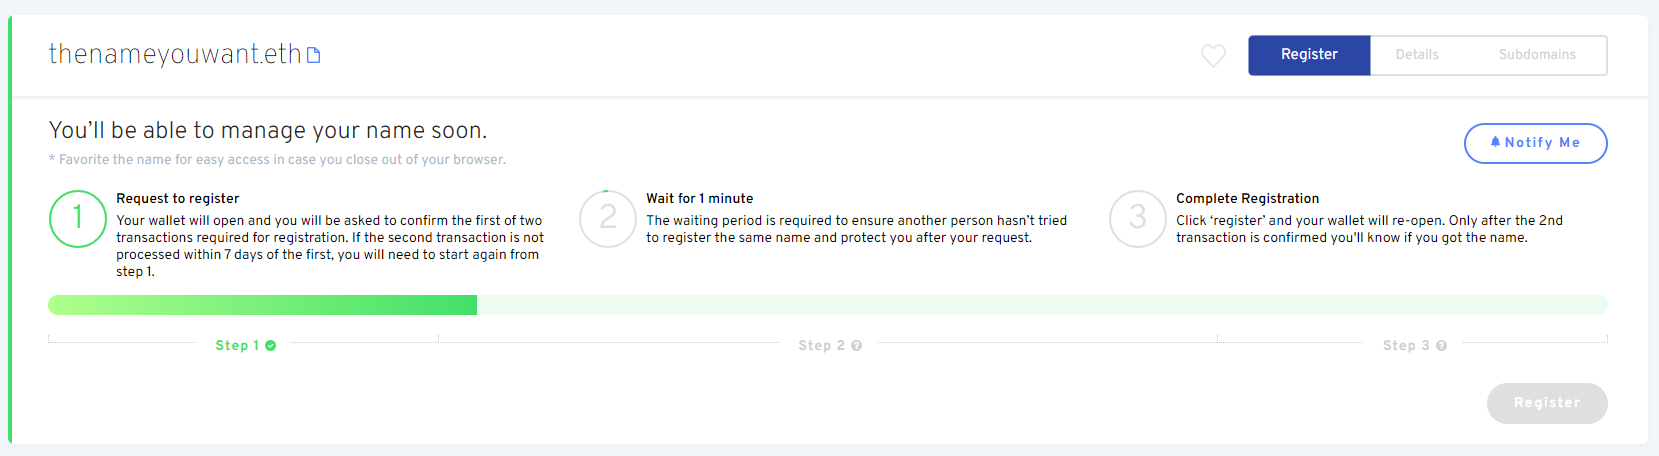 thenameyouwant.eth
Register
Details
Subdomains
You’ll be able to manage your name soon.
* Favorite the name for easy access in case you close out of your browser.
Notify Me
1
Request to register
Your wallet will open and you will be asked to confirm the first of two
transactions required for registration. If the second transaction is not
processed within 7 days of the first, you will need to start again from
step 1.
2
Wait for 1 minute
The waiting period is required to ensure another person hasn’t tried
to register the same name and protect you after your request.
3
Complete Registration
Click ‘register’ and your wallet will re-open. Only after the 2nd
transaction is confirmed you'll know if you got the name.
Step 1
Step 2 ?
Step 3 ?
Register